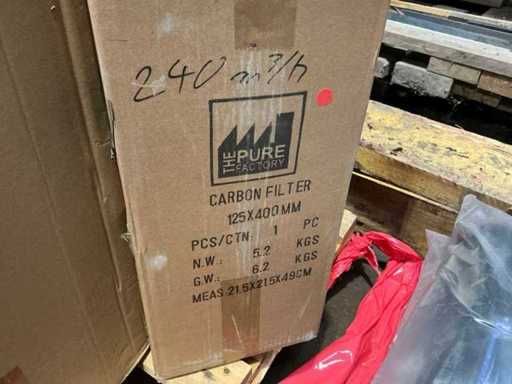 240 m³/h
THE PURE
FACTORY
CARBON FILTER
125X400MM
PCS/CTN: 1 PC
N.W.: 5.2 KGS
G.W.: 6.2 KGS
MEAS.:21.5X21.5X49CM